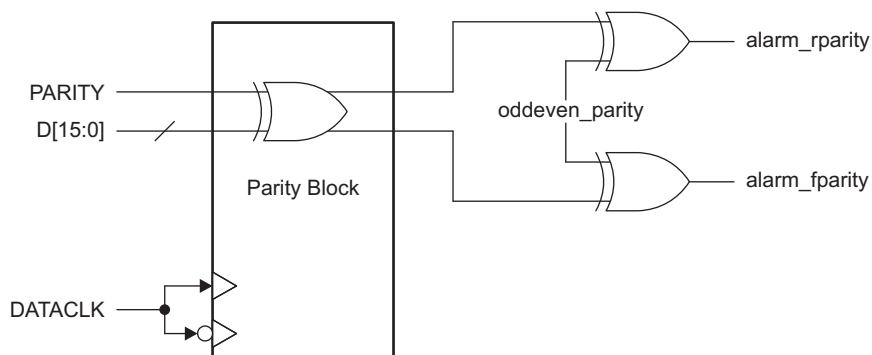 alarm_rparity
PARITY
oddeven_parity
D[15:0]
Parity Block
alarm_fparity
DATACLK